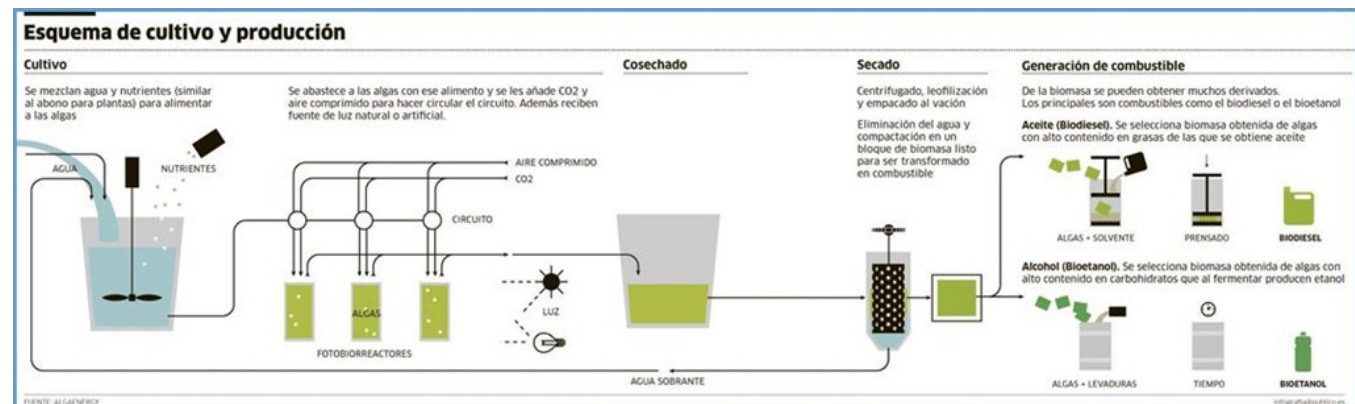 Esquema de cultivo y producción
Cultivo
Se mezclan agua y nutrientes (similar
al abono para plantas) para alimentar
a las algas
Se abastece a las algas con ese alimento y se les añade CO2 y
aire comprimido para hacer circular el circuito. Además reciben
fuente de luz natural o artificial.
AGUA
NUTRIENTES
AIRE COMPRIMIDO
CO2
CIRCUITO
ALGAS
LUZ
FOTOBIORREACTORES
Cosechado
AGUA SOBRANTE
Secado
Centrifugado, leofilización
y empacado al vación
Eliminación del agua y
compactación en un
bloque de biomasa listo
para ser transformado
en combustible
Generación de combustible
De la biomasa se pueden obtener muchos derivados.
Los principales son combustibles como el biodiesel o el bioetanol
Aceite (Biodiesel). Se selecciona biomasa obtenida de algas
con alto contenido en grasas de las que se obtiene aceite
ALGAS + SOLVENTE
PRENSADO
BIODIESEL
Alcohol (Bioetanol). Se selecciona biomasa obtenida de algas con
alto contenido en carbohidratos que al fermentar producen etanol
ALGAS + LEVADURAS
TIEMPO
BIOETANOL
FUENTE: ALGAENERGY
infografia@publico.es